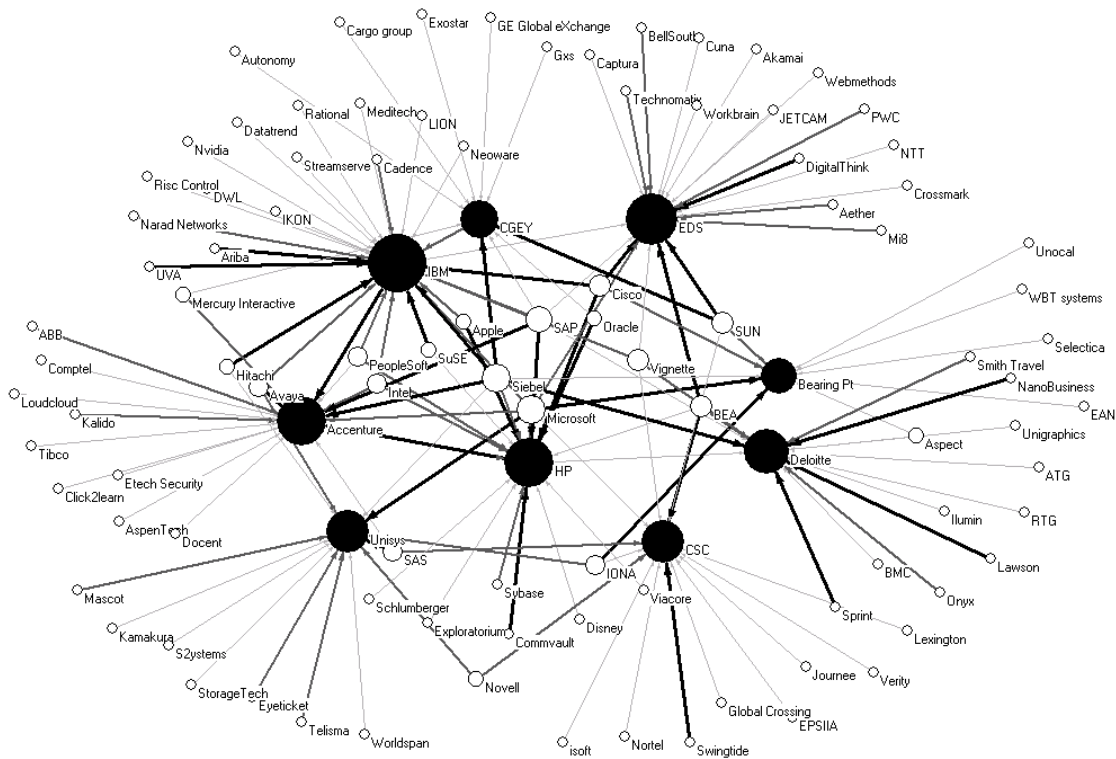 Cargo group
Exostar
GE Global eXchange
Gxs
BellSouth
Cuna
Akamai
Captura
Autonomy
Webmethods
Technomatix
Workbrain
JETCAM
PWC
Rational
Meditech
LION
Datatrend
Nvidia
Streamserve
Cadence
Neoware
DigitalThink
NTT
Risc Control
DWL
IKON
Crossmark
Aether
Narad Networks
CGEY
EDS
Mi8
Unocal
Ariba
UVA
IBM
Mercury Interactive
Cisco
WBT systems
ABB
Apple
SAP
Oracle
SUN
Selectica
Comptel
Hitachi
PeopleSoft
SuSE
Vignette
Smith Travel
Loudcloud
Avaya
Intel
Siebel
Bearing Pt
NanoBusiness
Kalido
Accenture
Microsoft
BEA
EAN
Tibco
Aspect
Unigraphics
Etech Security
Click2learn
HP
Deloitte
ATG
AspenTech
Docent
Unisys
SAS
CSC
Ilumin
RTG
IONA
BMC
Lawson
Mascot
Schlumberger
Sybase
Viacore
Onyx
Kamakura
Exploratorium
Commvault
Disney
Sprint
Lexington
S2ystems
StorageTech
Eyeticket
Novell
Journee
Verity
Telisma
Worldspan
Global Crossing
EPSIIA
isoft
Nortel
Swingtide